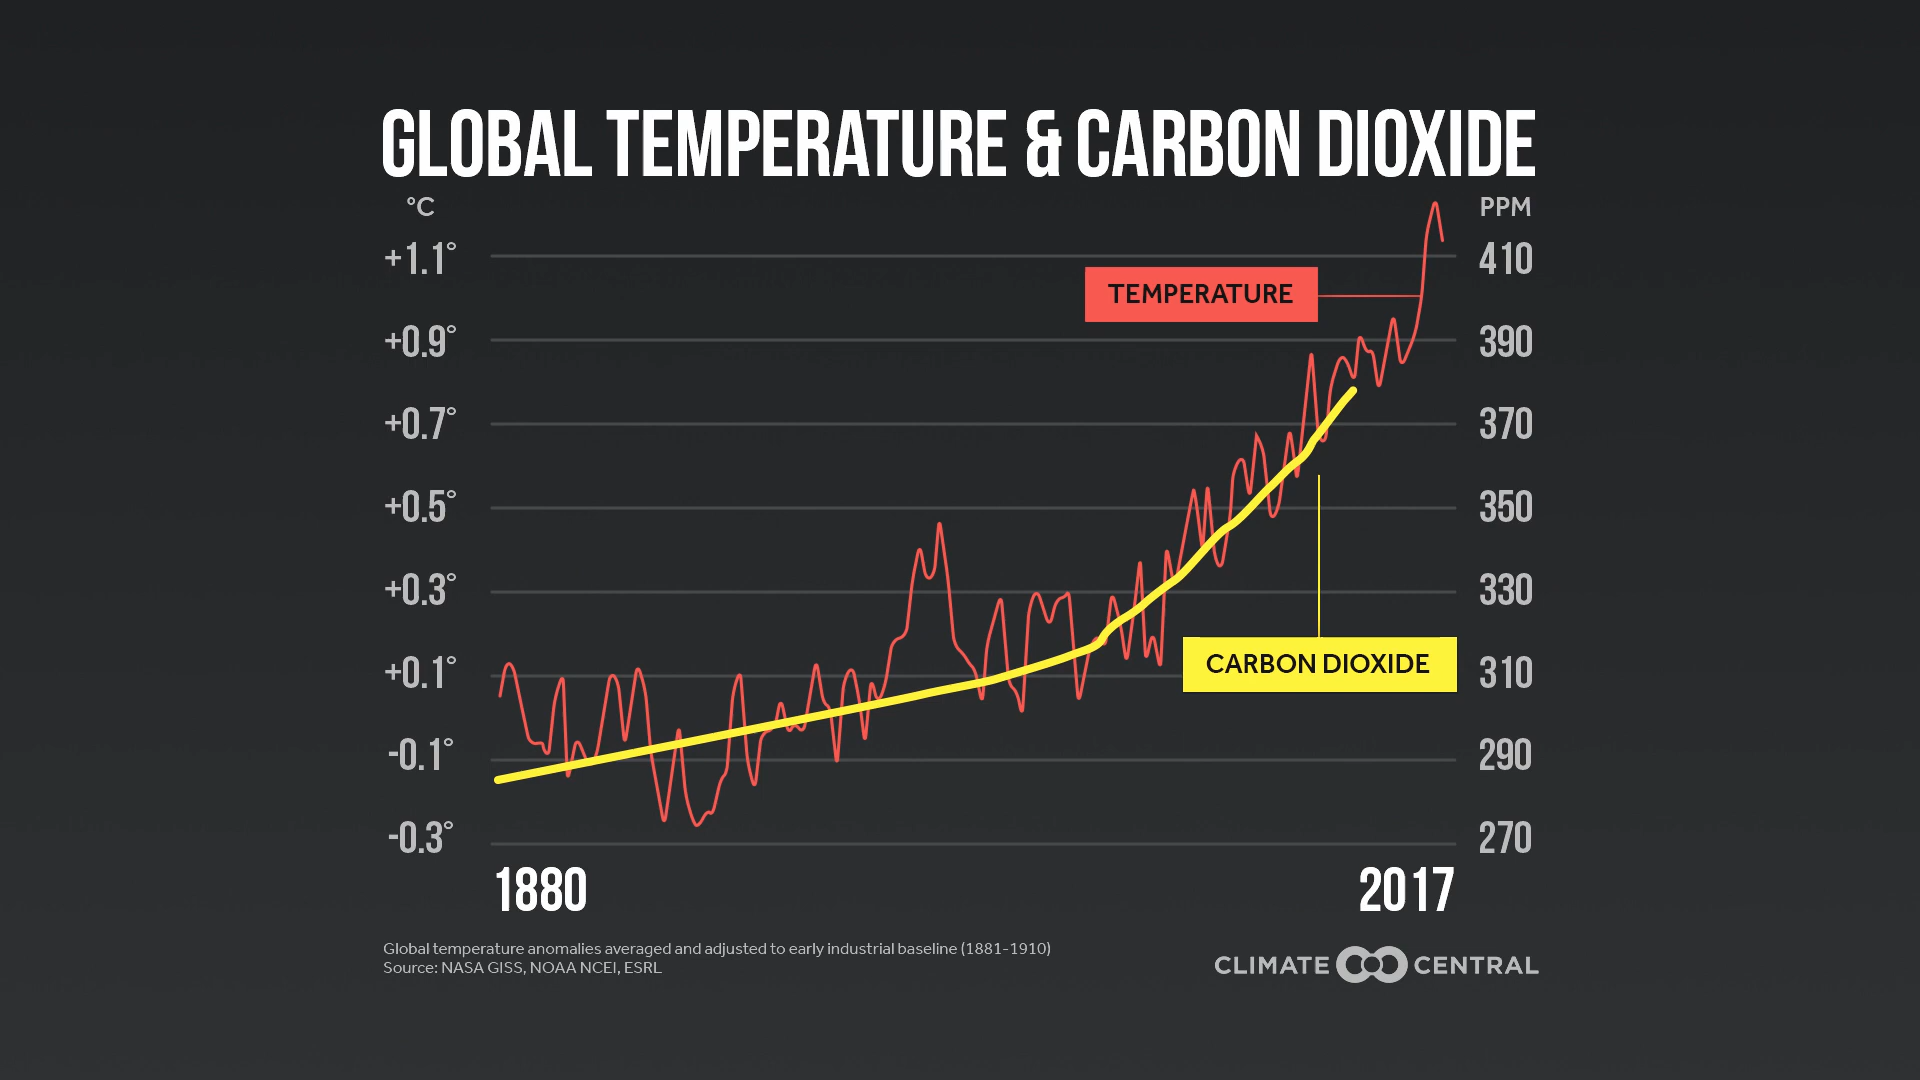 GLOBAL TEMPERATURE & CARBON DIOXIDE
°C
PPM
+1.1°
410
TEMPERATURE
+0.9°
390
+0.7°
370
+0.5°
350
+0.3°
330
CARBON DIOXIDE
+0.1°
310
-0.1°
290
-0.3°
270
1880
2017
Global temperature anomalies averaged and adjusted to early industrial baseline (1881-1910)
Source: NASA GISS, NOAA NCEI, ESRL
CLIMATE CENTRAL